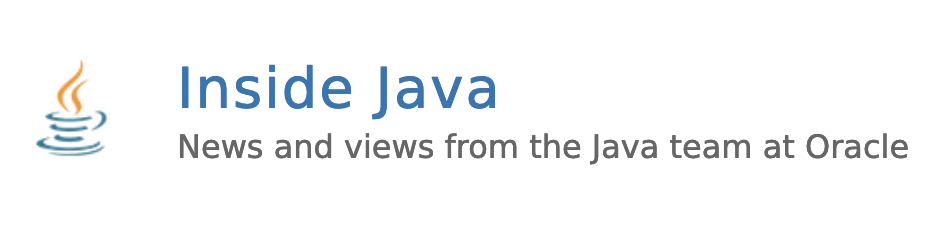 Inside Java
News and views from the Java team at Oracle